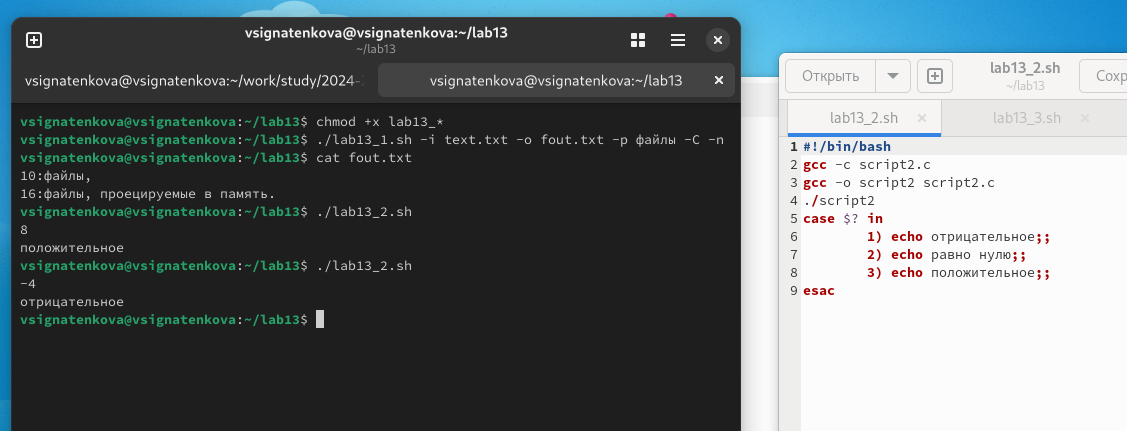 vsignatenkova@vsignatenkova:~/lab13
~/lab13
vsignatenkova@vsignatenkova:~/work/study/2024-
vsignatenkova@vsignatenkova:~/lab13
vsignatenkova@vsignatenkova:~/lab13$ chmod +x lab13_*
vsignatenkova@vsignatenkova:~/lab13$ ./lab13_1.sh -i text.txt -o fout.txt -p файлы -C -n
vsignatenkova@vsignatenkova:~/lab13$ cat fout.txt
10:файлы,
16:файлы, проецируемые в память.
vsignatenkova@vsignatenkova:~/lab13$ ./lab13_2.sh
8
положительное
vsignatenkova@vsignatenkova:~/lab13$ ./lab13_2.sh
-4
отрицательное
vsignatenkova@vsignatenkova:~/lab13$
Открыть
lab13_2.sh
~/lab13
Сохр
lab13_2.sh
lab13_3.sh
1 #!/bin/bash
2 gcc -c script2.c
3 gcc -o script2 script2.c
4 ./script2
5 case $? in
6 1) echo отрицательное;;
7 2) echo равно нулю;;
8 3) echo положительное;;
9 esac